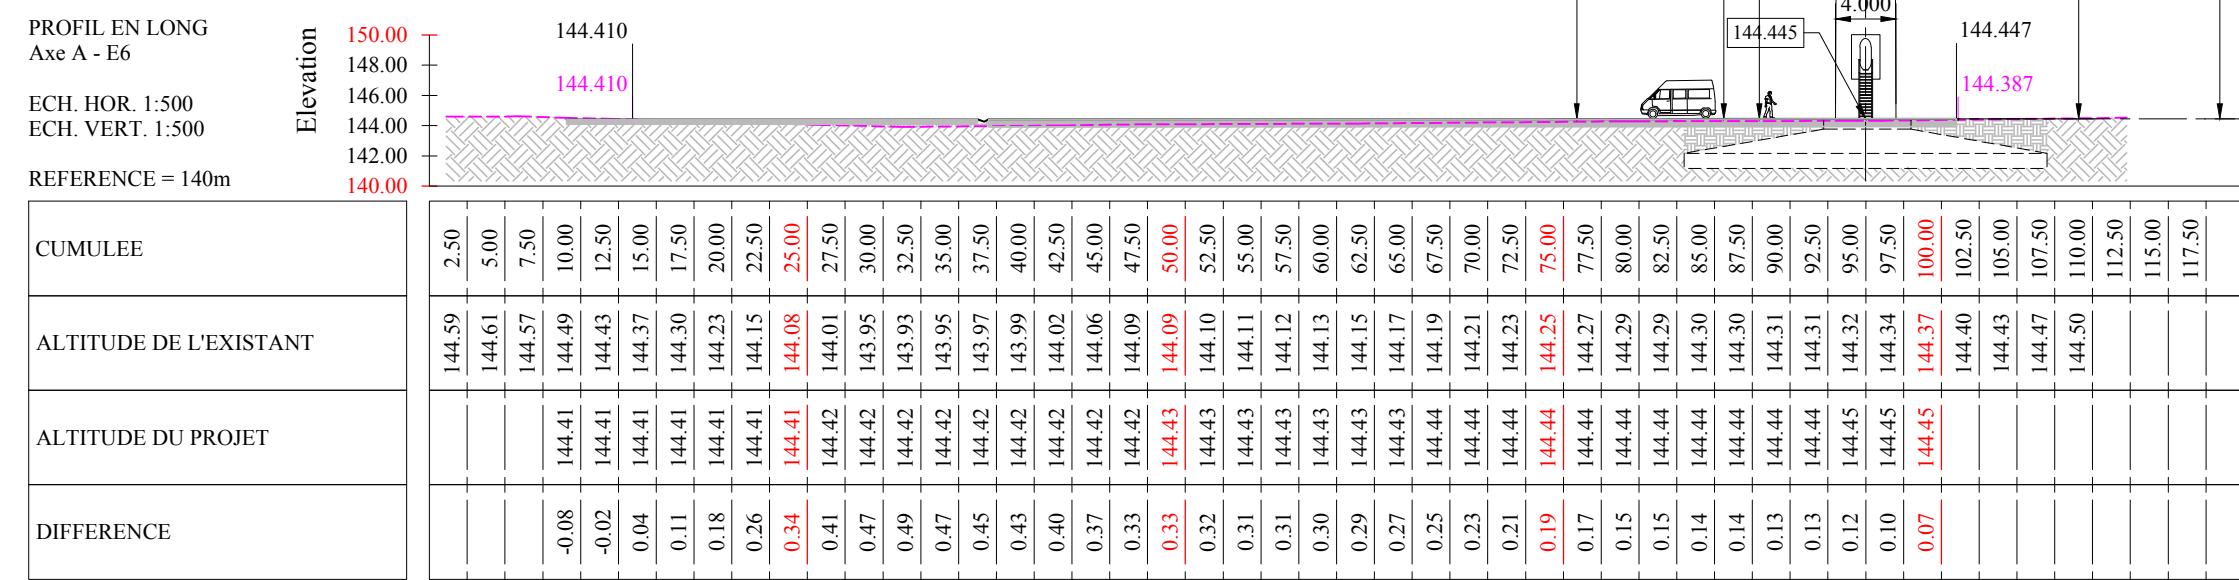 PROFIL EN LONG
Axe A - E6
ECH. HOR. 1:500
ECH. VERT. 1:500
REFERENCE = 140m
Elevation
150.00
148.00
146.00
144.00
142.00
140.00
144.410
144.410
4.000
144.445
144.447
144.387
CUMULEE
2.50 5.00 7.50 10.00 12.50 15.00 17.50 20.00 22.50 25.00 27.50 30.00 32.50 35.00 37.50 40.00 42.50 45.00 47.50 50.00 52.50 55.00 57.50 60.00 62.50 65.00 67.50 70.00 72.50 75.00 77.50 80.00 82.50 85.00 87.50 90.00 92.50 95.00 97.50 100.00 102.50 105.00 107.50 110.00 112.50 115.00 117.50
ALTITUDE DE L'EXISTANT
144.59 144.61 144.57 144.49 144.43 144.37 144.30 144.23 144.15 144.08 144.01 143.95 143.93 143.95 143.97 143.99 144.02 144.06 144.09 144.09 144.10 144.11 144.12 144.13 144.15 144.17 144.19 144.21 144.23 144.25 144.27 144.29 144.29 144.30 144.30 144.31 144.31 144.32 144.34 144.37 144.40 144.43 144.47 144.50
ALTITUDE DU PROJET
144.41 144.41 144.41 144.41 144.41 144.41 144.41 144.42 144.42 144.42 144.42 144.42 144.42 144.42 144.42 144.42 144.43 144.43 144.43 144.43 144.43 144.43 144.43 144.44 144.44 144.44 144.44 144.44 144.44 144.44 144.44 144.44 144.44 144.44 144.45 144.45 144.45
DIFFERENCE
-0.08 -0.02 0.04 0.11 0.18 0.26 0.34 0.41 0.47 0.49 0.47 0.45 0.43 0.40 0.37 0.33 0.33 0.32 0.31 0.31 0.30 0.29 0.27 0.25 0.23 0.21 0.19 0.17 0.15 0.15 0.14 0.14 0.13 0.13 0.12 0.10 0.07